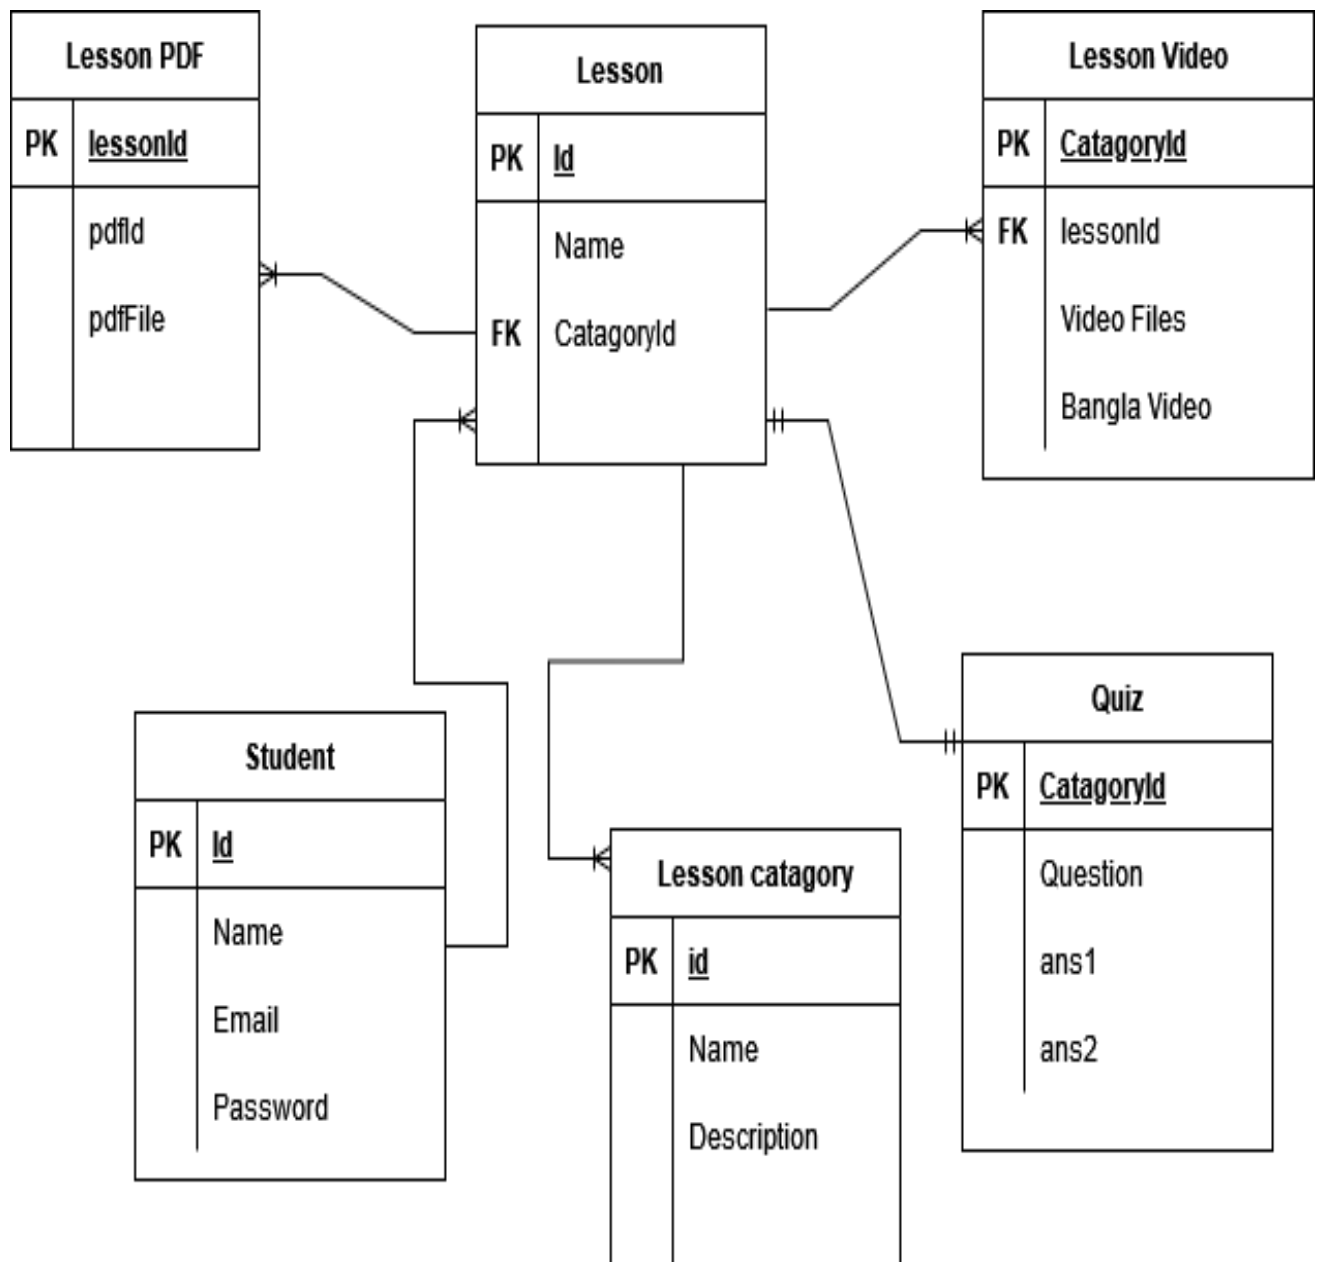 Lesson PDF
PK lessonId
pdfId
pdfFile
Lesson
PK Id
Name
FK CatagoryId
Lesson Video
PK CatagoryId
FK lessonId
Video Files
Bangla Video
Student
PK Id
Name
Email
Password
Lesson catagory
PK id
Name
Description
Quiz
PK CatagoryId
Question
ans1
ans2